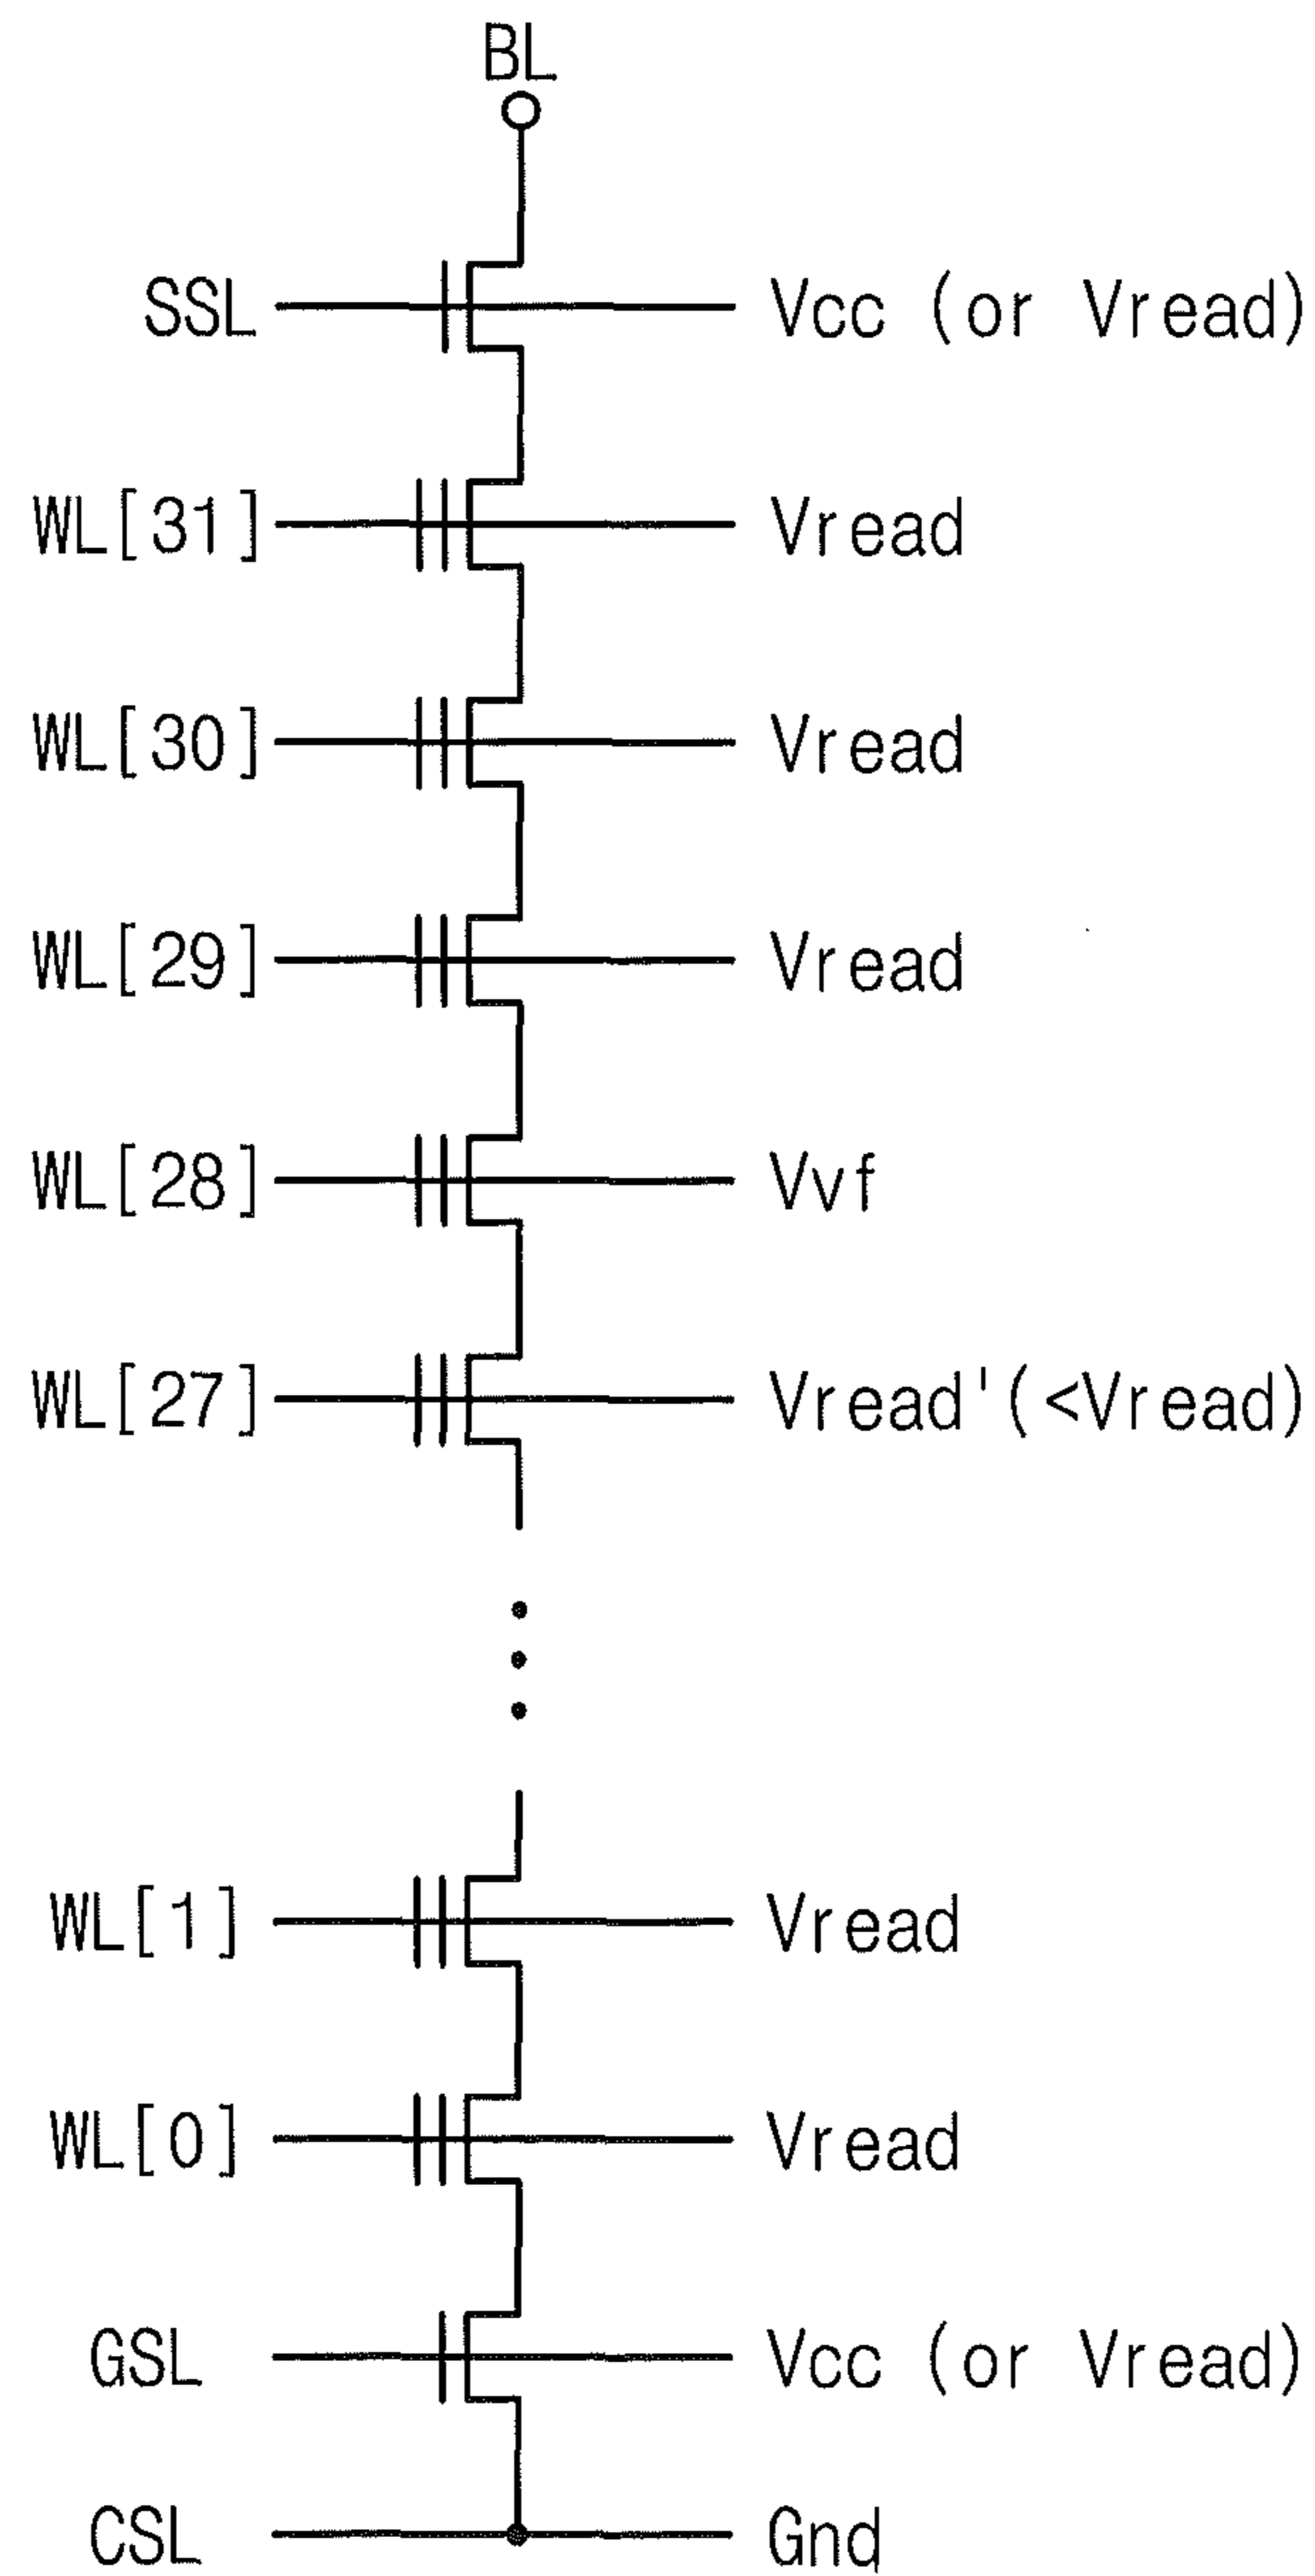 BL
SSL Vcc (or Vread)
WL[31] Vread
WL[30] Vread
WL[29] Vread
WL[28] Vvf
WL[27] Vread'(<Vread)
WL[1] Vread
WL[0] Vread
GSL Vcc (or Vread)
CSL Gnd